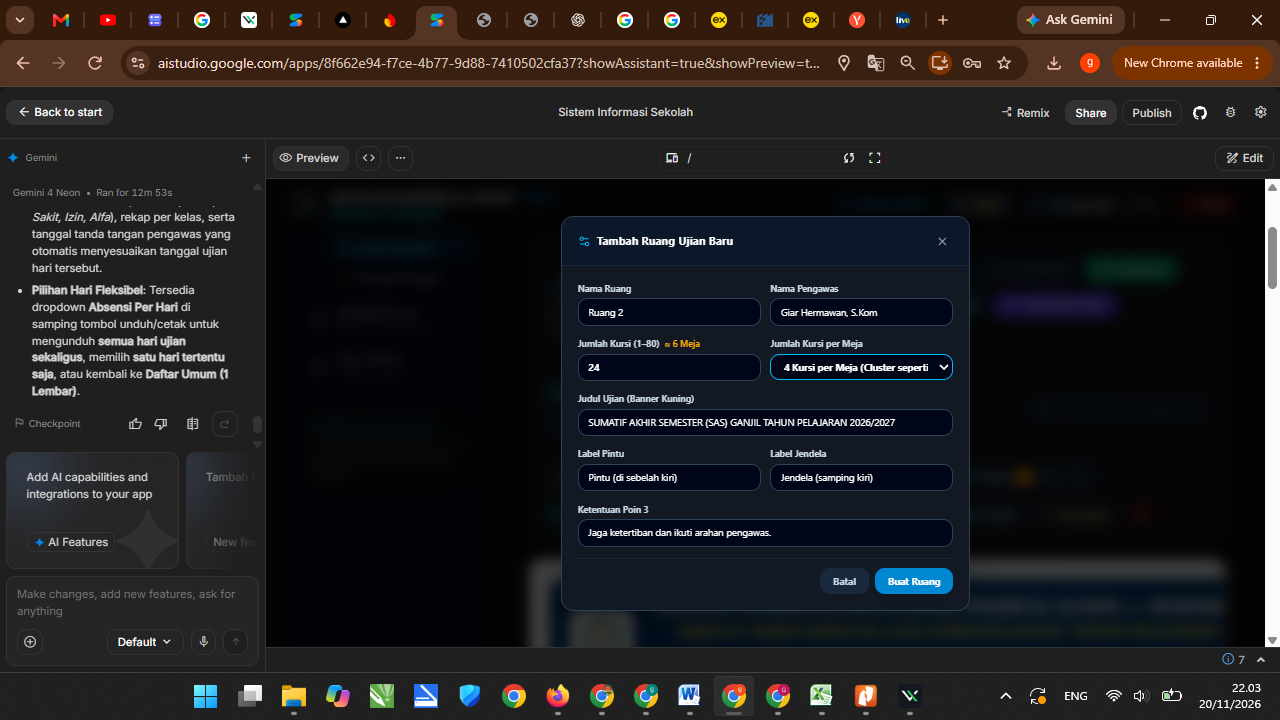 Ask Gemini
aistudio.google.com/apps/8f662e94-f7ce-4b77-9d88-7410502cfa37?showAssistant=true&showPreview=t...
New Chrome available
Back to start
Sistem Informasi Sekolah
Remix
Share
Publish
Gemini
Preview
/
Edit
Gemini 4 Neon • Ran for 12m 53s
Sakit, Izin, Alfa), rekap per kelas, serta
tanggal tanda tangan pengawas yang
otomatis menyesuaikan tanggal ujian
hari tersebut.
• Pilihan Hari Fleksibel: Tersedia
dropdown Absensi Per Hari di
samping tombol unduh/cetak untuk
mengunduh semua hari ujian
sekaligus, memilih satu hari tertentu
saja, atau kembali ke Daftar Umum (1
Lembar).
Checkpoint
Add AI capabilities and
integrations to your app
AI Features
Tambah
New fea
Make changes, add new features, ask for
anything
Default
Tambah Ruang Ujian Baru
Nama Ruang
Nama Pengawas
Ruang 2
Giar Hermawan, S.Kom
Jumlah Kursi (1–80) ≈ 6 Meja
Jumlah Kursi per Meja
24
4 Kursi per Meja (Cluster seperti
Judul Ujian (Banner Kuning)
SUMATIF AKHIR SEMESTER (SAS) GANJIL TAHUN PELAJARAN 2026/2027
Label Pintu
Label Jendela
Pintu (di sebelah kiri)
Jendela (samping kiri)
Ketentuan Poin 3
Jaga ketertiban dan ikuti arahan pengawas.
Batal
Buat Ruang
7
ENG
22.03
20/11/2026